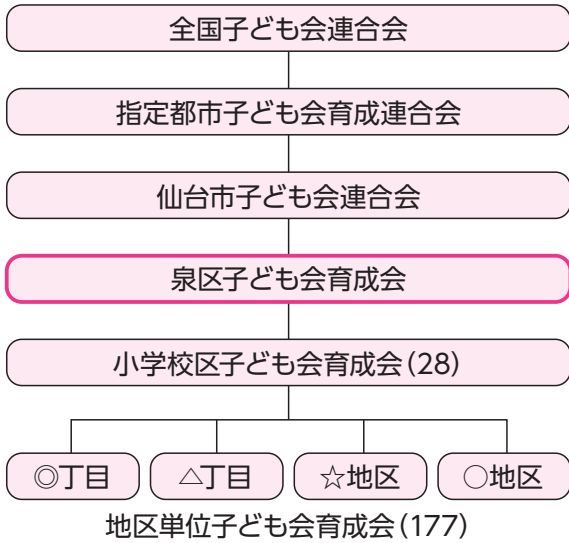 全国子ども会連合会
指定都市子ども会育成連合会
仙台市子ども会連合会
泉区子ども会育成会
小学校区子ども会育成会(28)
◎丁目 △丁目 ☆地区 ○地区
地区単位子ども会育成会(177)